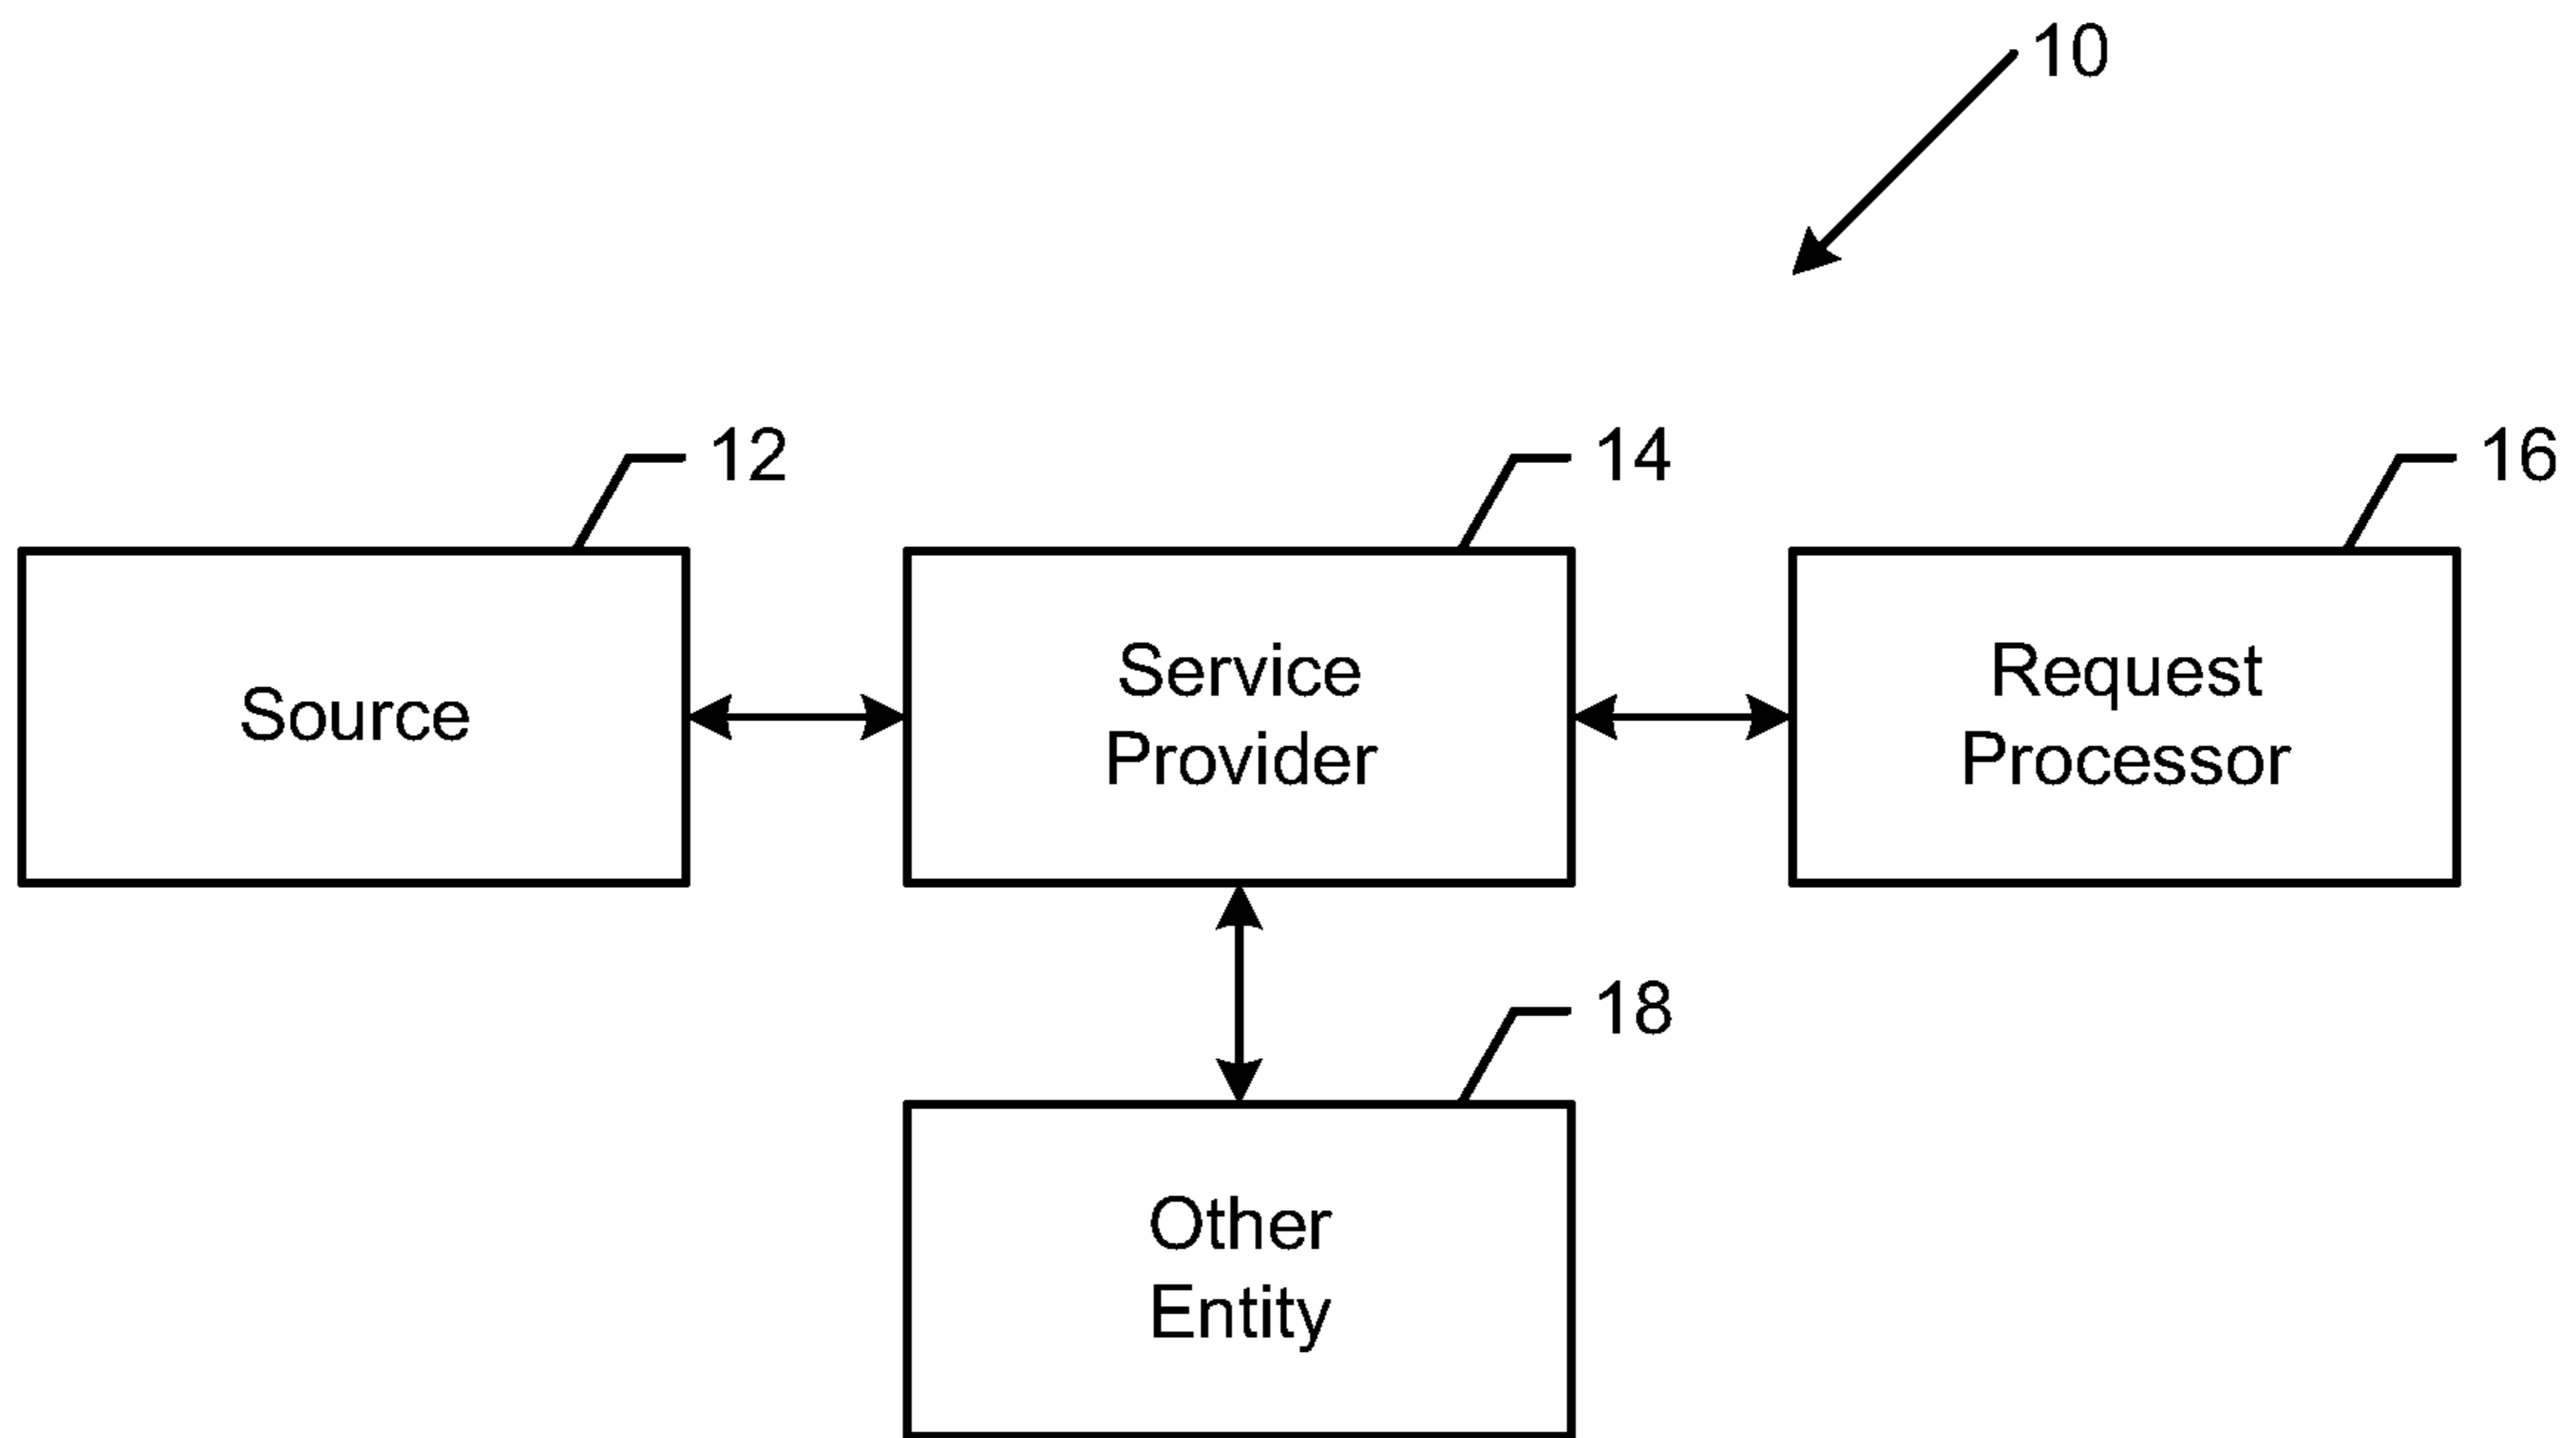 10
12
14
16
Source
Service
Provider
Request
Processor
18
Other
Entity